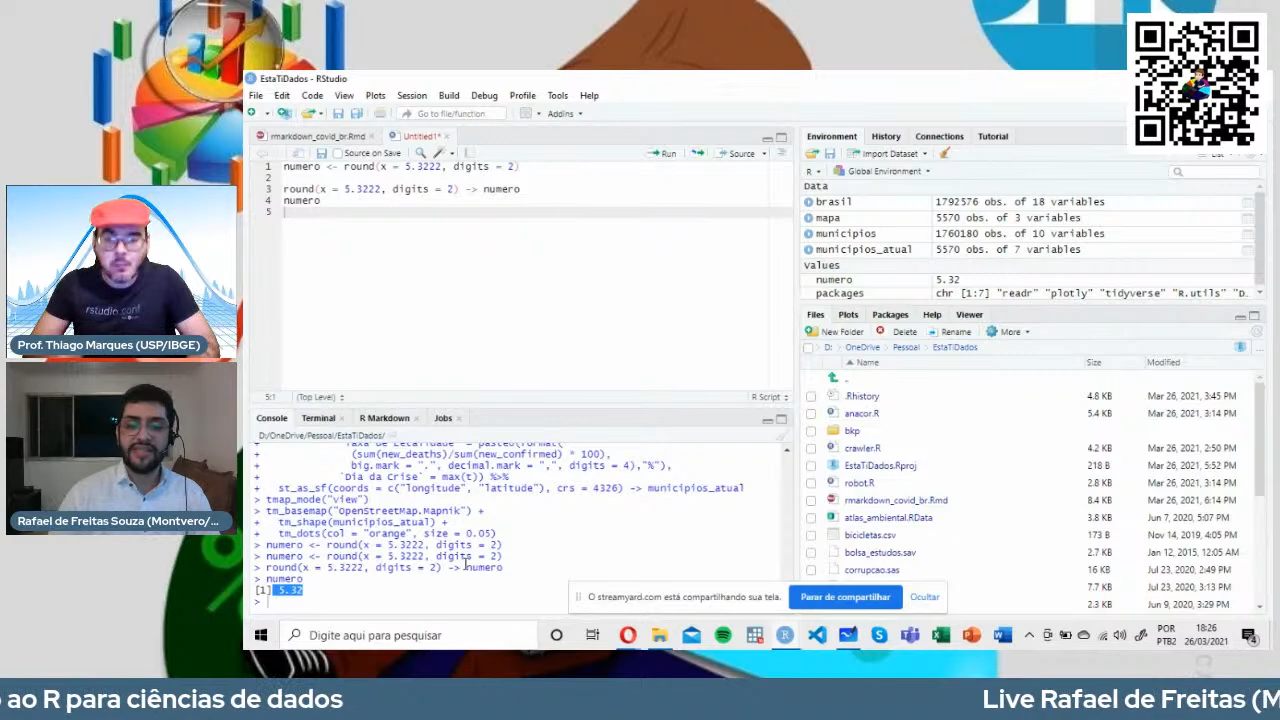 EstaTiDados - RStudio
File Edit Code View Plots Session Build Debug Profile Tools Help
Go to file/function
Addins
rmarkdown_covid_br.Rmd
Untitled1*
Source on Save
Run
Source
1 numero <- round(x = 5.3222, digits = 2)
2
3 round(x = 5.3222, digits = 2) -> numero
4 numero
5
5:1 (Top Level) R Script
Console Terminal R Markdown Jobs
D:/OneDrive/Pessoal/EstaTiDados/
+ (sum(new_deaths)/sum(new_confirmed) * 100),
+ big.mark = ".", decimal.mark = ",", digits = 4),"%"),
+ `Dia da Crise` = max(t)) %>%
+ st_as_sf(coords = c("longitude", "latitude"), crs = 4326) -> municipios_atual
> tmap_mode("view")
> tm_basemap("OpenStreetMap.Mapnik") +
+ tm_shape(municipios_atual) +
+ tm_dots(col = "orange", size = 0.05)
> numero <- round(x = 5.3222, digits = 2)
> numero <- round(x = 5.3222, digits = 2)
> round(x = 5.3222, digits = 2) -> numero
> numero
[1] 5.32
>
Environment History Connections Tutorial
Import Dataset
R Global Environment
Data
brasil 1792576 obs. of 18 variables
mapa 5570 obs. of 3 variables
municipios 1760180 obs. of 10 variables
municipios_atual 5570 obs. of 7 variables
Values
numero 5.32
packages chr [1:7] "readr" "plotly" "tidyverse" "R.utils" "D.
Files Plots Packages Help Viewer
New Folder Delete Rename More
D: OneDrive Pessoal EstaTiDados
Name Size Modified
..
.Rhistory 4.8 KB Mar 26, 2021, 3:45 PM
anacor.R 5.4 KB Mar 26, 2021, 3:14 PM
bkp
crawler.R 4.2 KB Mar 26, 2021, 3:14 PM
EstaTiDados.Rproj 218 B Mar 26, 2021, 5:52 PM
robot.R 2.8 KB Mar 26, 2021, 3:14 PM
rmarkdown_covid_br.Rmd 8.4 KB Mar 26, 2021, 6:14 PM
atlas_ambiental.RData 3.8 KB Jun 7, 2020, 5:07 PM
bicicletas.csv 173 B Nov 14, 2019, 4:05 PM
bolsa_estudos.sav 2.7 KB Jan 12, 2015, 12:05 AM
corrupcao.sas 1.6 KB Jul 23, 2020, 3:14 PM
7.7 KB Jul 23, 2020, 3:13 PM
2.3 KB Jun 9, 2020, 3:29 PM
rstudio::conf
Prof. Thiago Marques (USP/IBGE)
Rafael de Freitas Souza (Montvero/...
O streamyard.com está compartilhando sua tela. Parar de compartilhar Ocultar
Digite aqui para pesquisar
POR
PTB2
18:26
26/03/2021
4
o ao R para ciências de dados
Live Rafael de Freitas (M